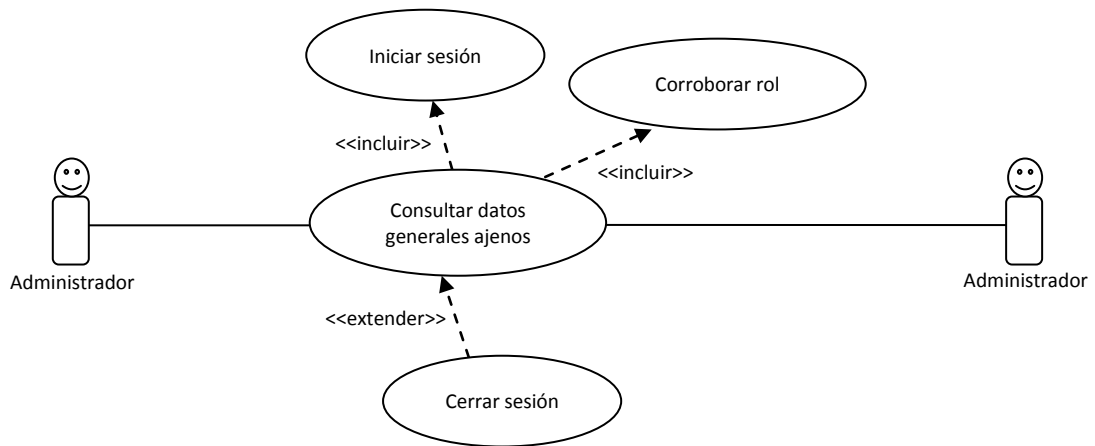 Iniciar sesión
Corroborar rol
<<incluir>>
<<incluir>>
Consultar datos
generales ajenos
Administrador
Administrador
<<extender>>
Cerrar sesión